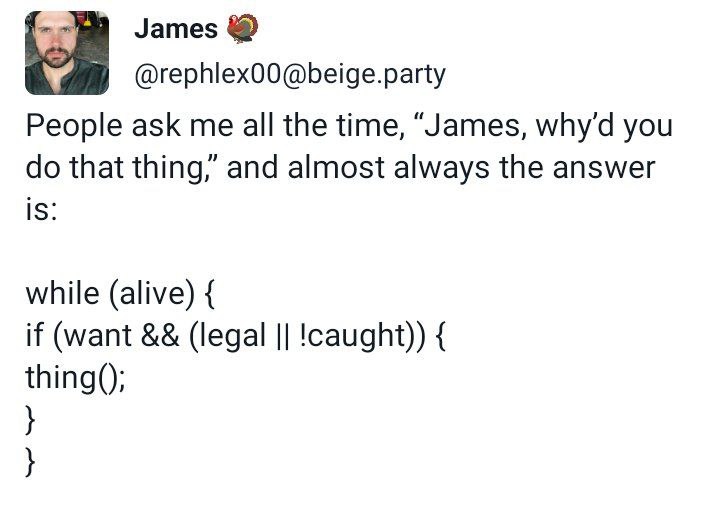 James 🦃
@rephlex00@beige.party
People ask me all the time, “James, why’d you
do that thing,” and almost always the answer
is:
while (alive) {
if (want && (legal || !caught)) {
thing();
}
}